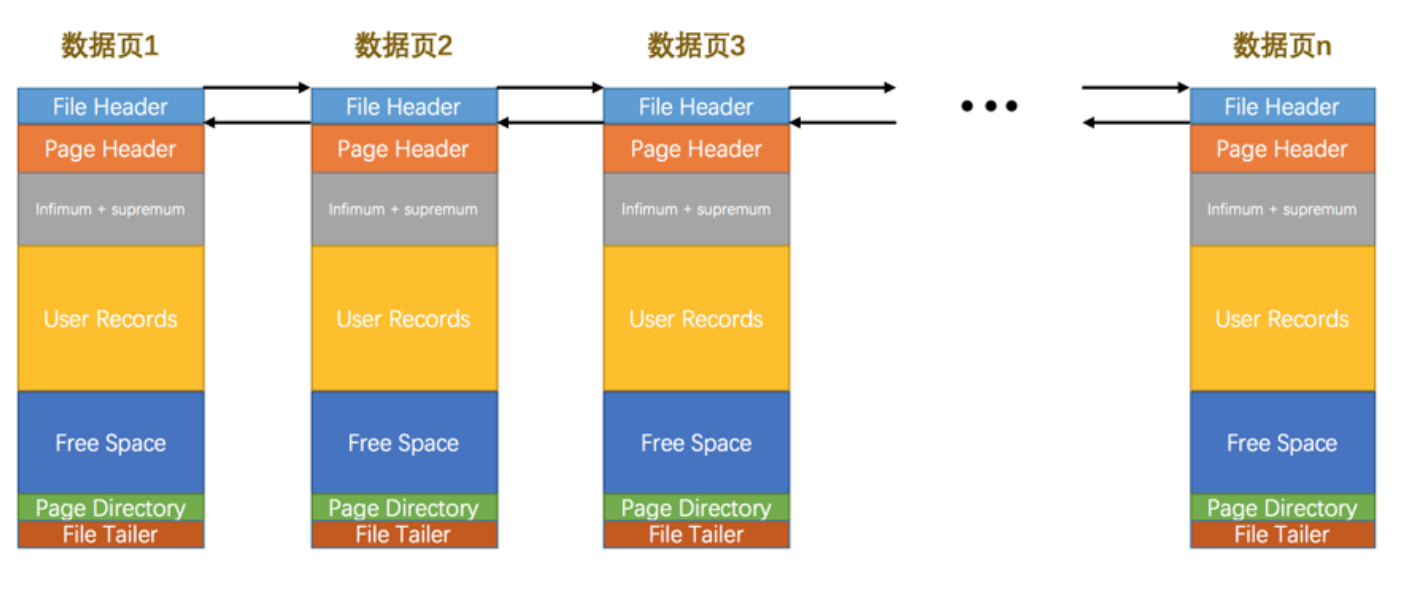 数据页1
数据页2
数据页3
数据页n
File Header
File Header
File Header
File Header
Page Header
Page Header
Page Header
Page Header
Infimum + supremum
Infimum + supremum
Infimum + supremum
Infimum + supremum
User Records
User Records
User Records
User Records
Free Space
Free Space
Free Space
Free Space
Page Directory
Page Directory
Page Directory
Page Directory
File Tailer
File Tailer
File Tailer
File Tailer